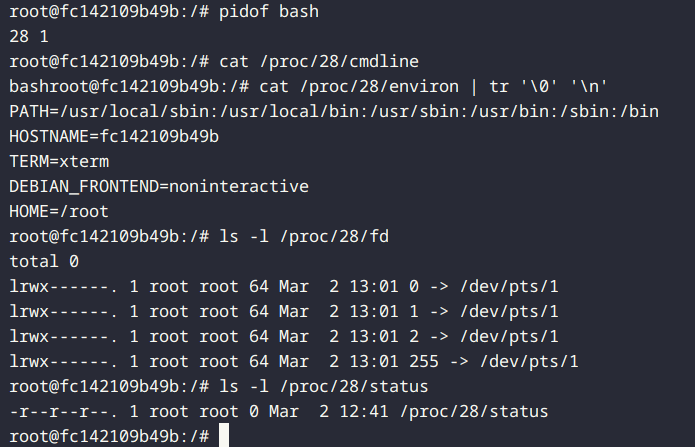 root@fc142109b49b:/# pidof bash
28 1
root@fc142109b49b:/# cat /proc/28/cmdline
bashroot@fc142109b49b:/# cat /proc/28/environ | tr '\0' '\n'
PATH=/usr/local/sbin:/usr/local/bin:/usr/sbin:/usr/bin:/sbin:/bin
HOSTNAME=fc142109b49b
TERM=xterm
DEBIAN_FRONTEND=noninteractive
HOME=/root
root@fc142109b49b:/# ls -l /proc/28/fd
total 0
lrwx------. 1 root root 64 Mar  2 13:01 0 -> /dev/pts/1
lrwx------. 1 root root 64 Mar  2 13:01 1 -> /dev/pts/1
lrwx------. 1 root root 64 Mar  2 13:01 2 -> /dev/pts/1
lrwx------. 1 root root 64 Mar  2 13:01 255 -> /dev/pts/1
root@fc142109b49b:/# ls -l /proc/28/status
-r--r--r--. 1 root root 0 Mar  2 12:41 /proc/28/status
root@fc142109b49b:/#